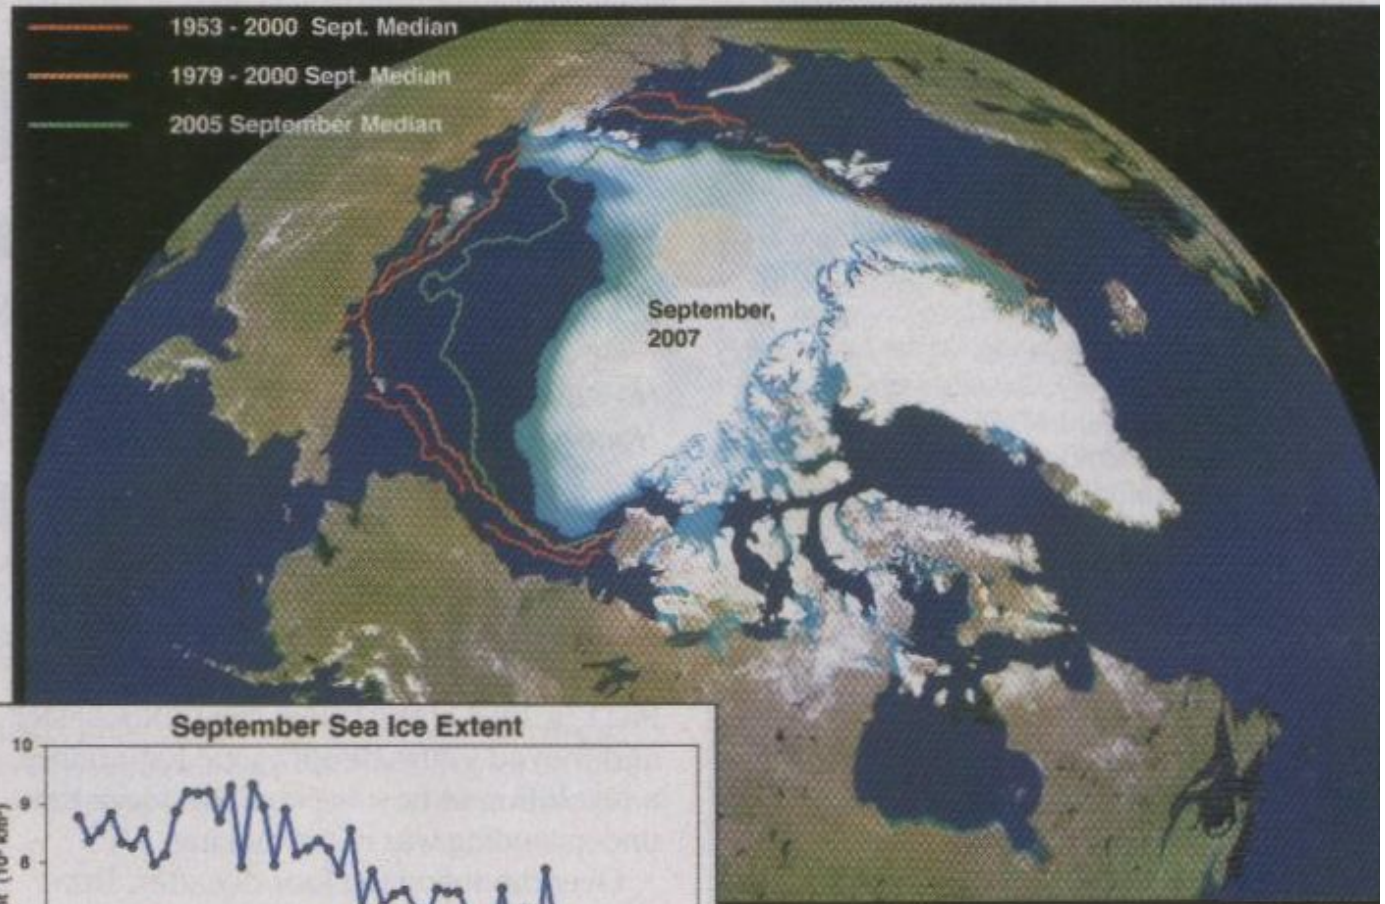 1953 - 2000 Sept. Median
1979 - 2000 Sept. Median
2005 September Median
September,
2007
September Sea Ice Extent
10
9
8